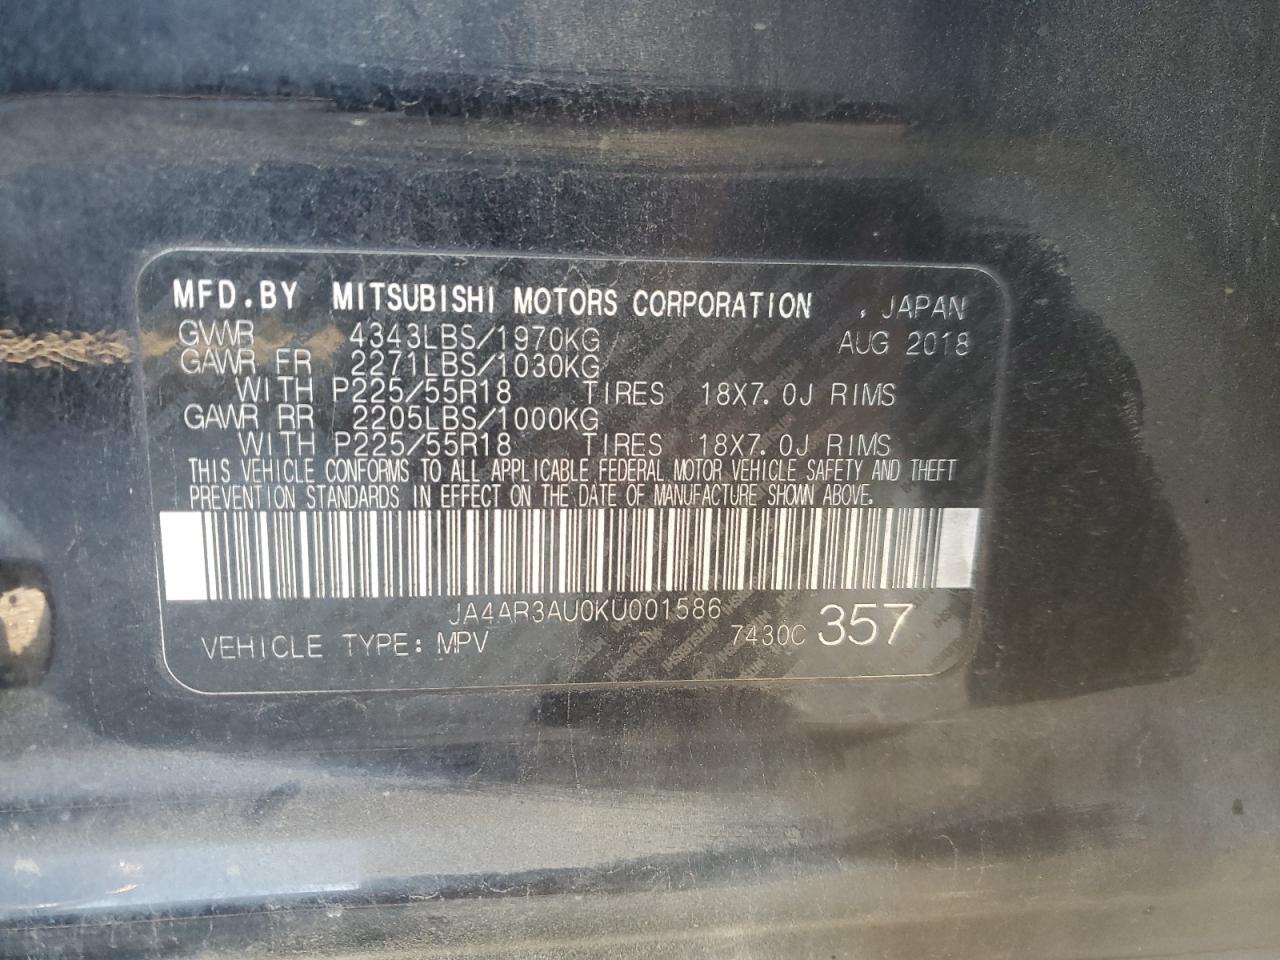 MFD.BY MITSUBISHI MOTORS CORPORATION , JAPAN
GVWR 4343LBS/1970KG AUG 2018
GAWR FR 2271LBS/1030KG
WITH P225/55R18 TIRES 18X7.0J RIMS
GAWR RR 2205LBS/1000KG
WITH P225/55R18 TIRES 18X7.0J RIMS
THIS VEHICLE CONFORMS TO ALL APPLICABLE FEDERAL MOTOR VEHICLE SAFETY AND THEFT
PREVENTION STANDARDS IN EFFECT ON THE DATE OF MANUFACTURE SHOWN ABOVE.
JA4AR3AU0KU001586
VEHICLE TYPE: MPV 7430C 357